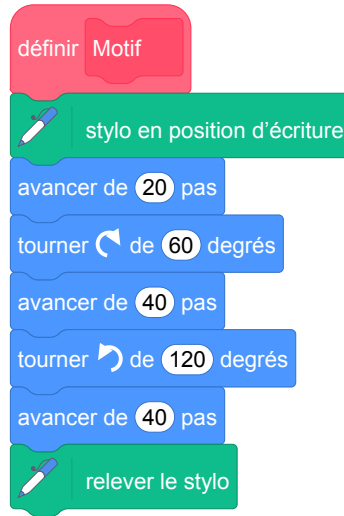 définir Motif
stylo en position d’écriture
avancer de 20 pas
tourner de 60 degrés
avancer de 40 pas
tourner de 120 degrés
avancer de 40 pas
relever le stylo